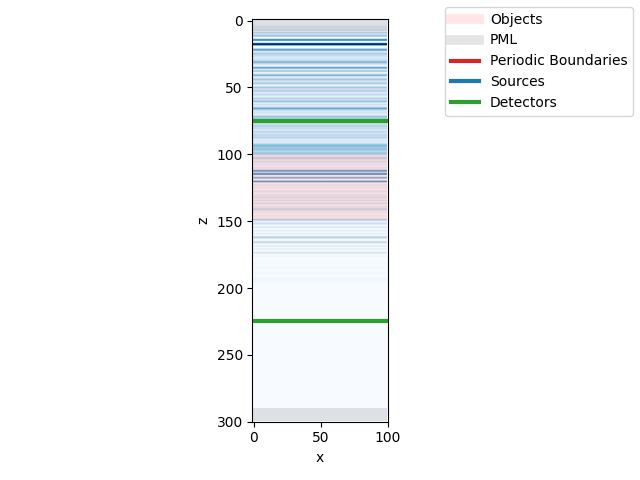 Objects
PML
Periodic Boundaries
Sources
Detectors
0
50
100
150
200
250
300
z
0
50
100
x